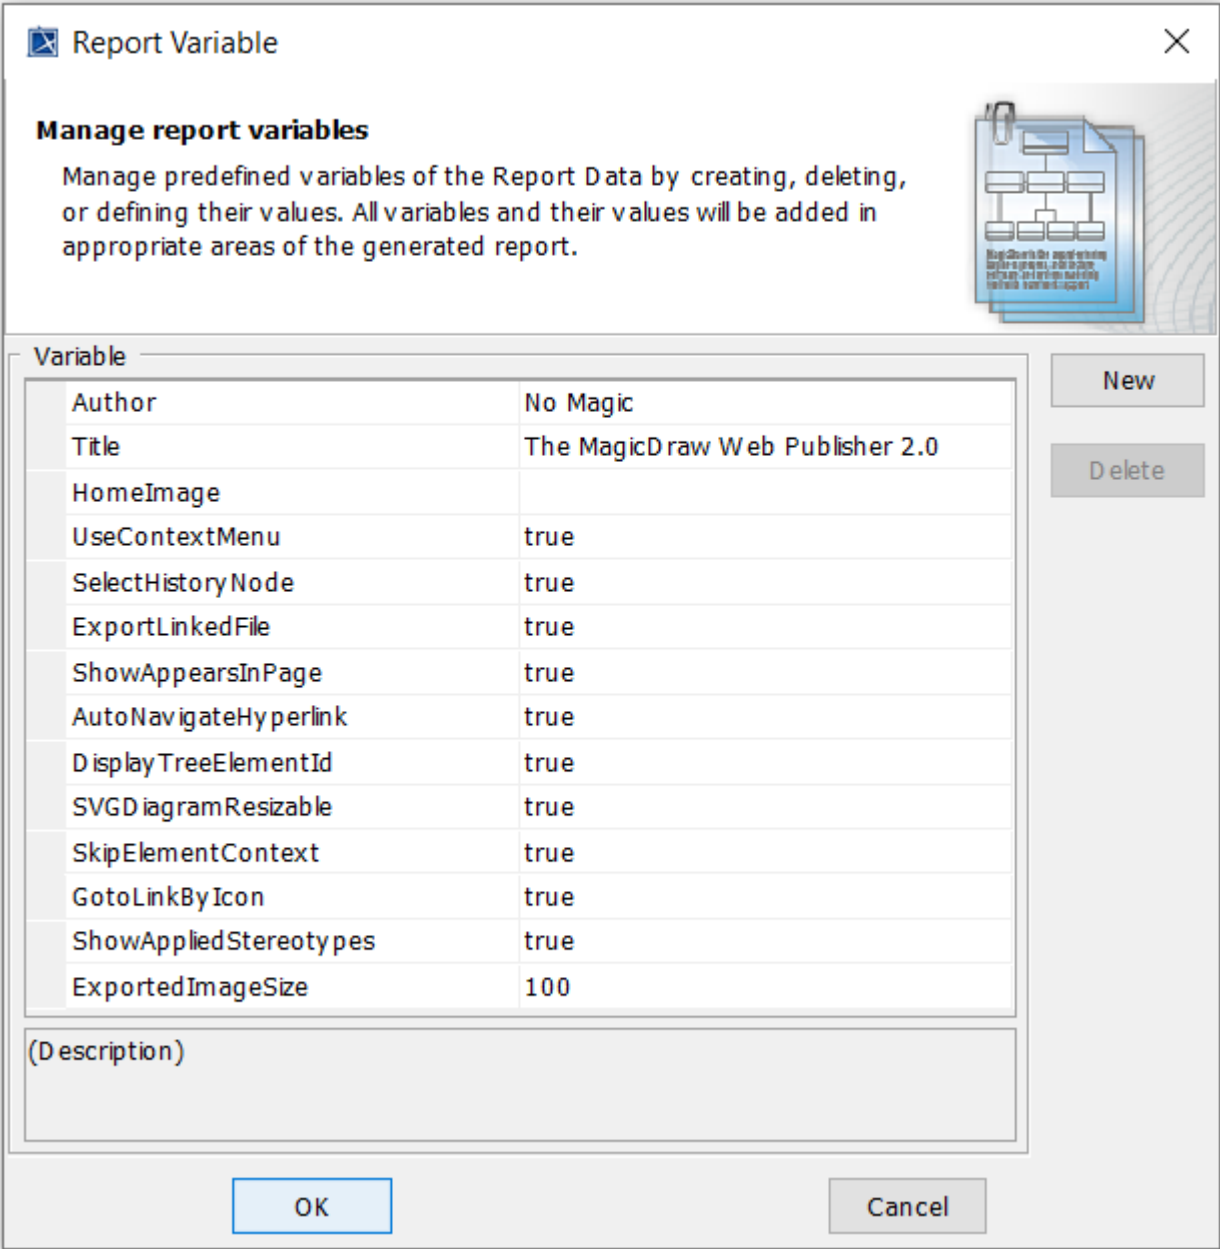 Report Variable
Manage report variables
Manage predefined variables of the Report Data by creating, deleting,
or defining their values. All variables and their values will be added in
appropriate areas of the generated report.
Variable
New
Delete
Author No Magic
Title The MagicDraw Web Publisher 2.0
HomeImage
UseContextMenu true
SelectHistoryNode true
ExportLinkedFile true
ShowAppearsInPage true
AutoNavigateHyperlink true
DisplayTreeElementId true
SVGDiagramResizable true
SkipElementContext true
GotoLinkByIcon true
ShowAppliedStereotypes true
ExportedImageSize 100
(Description)
OK Cancel